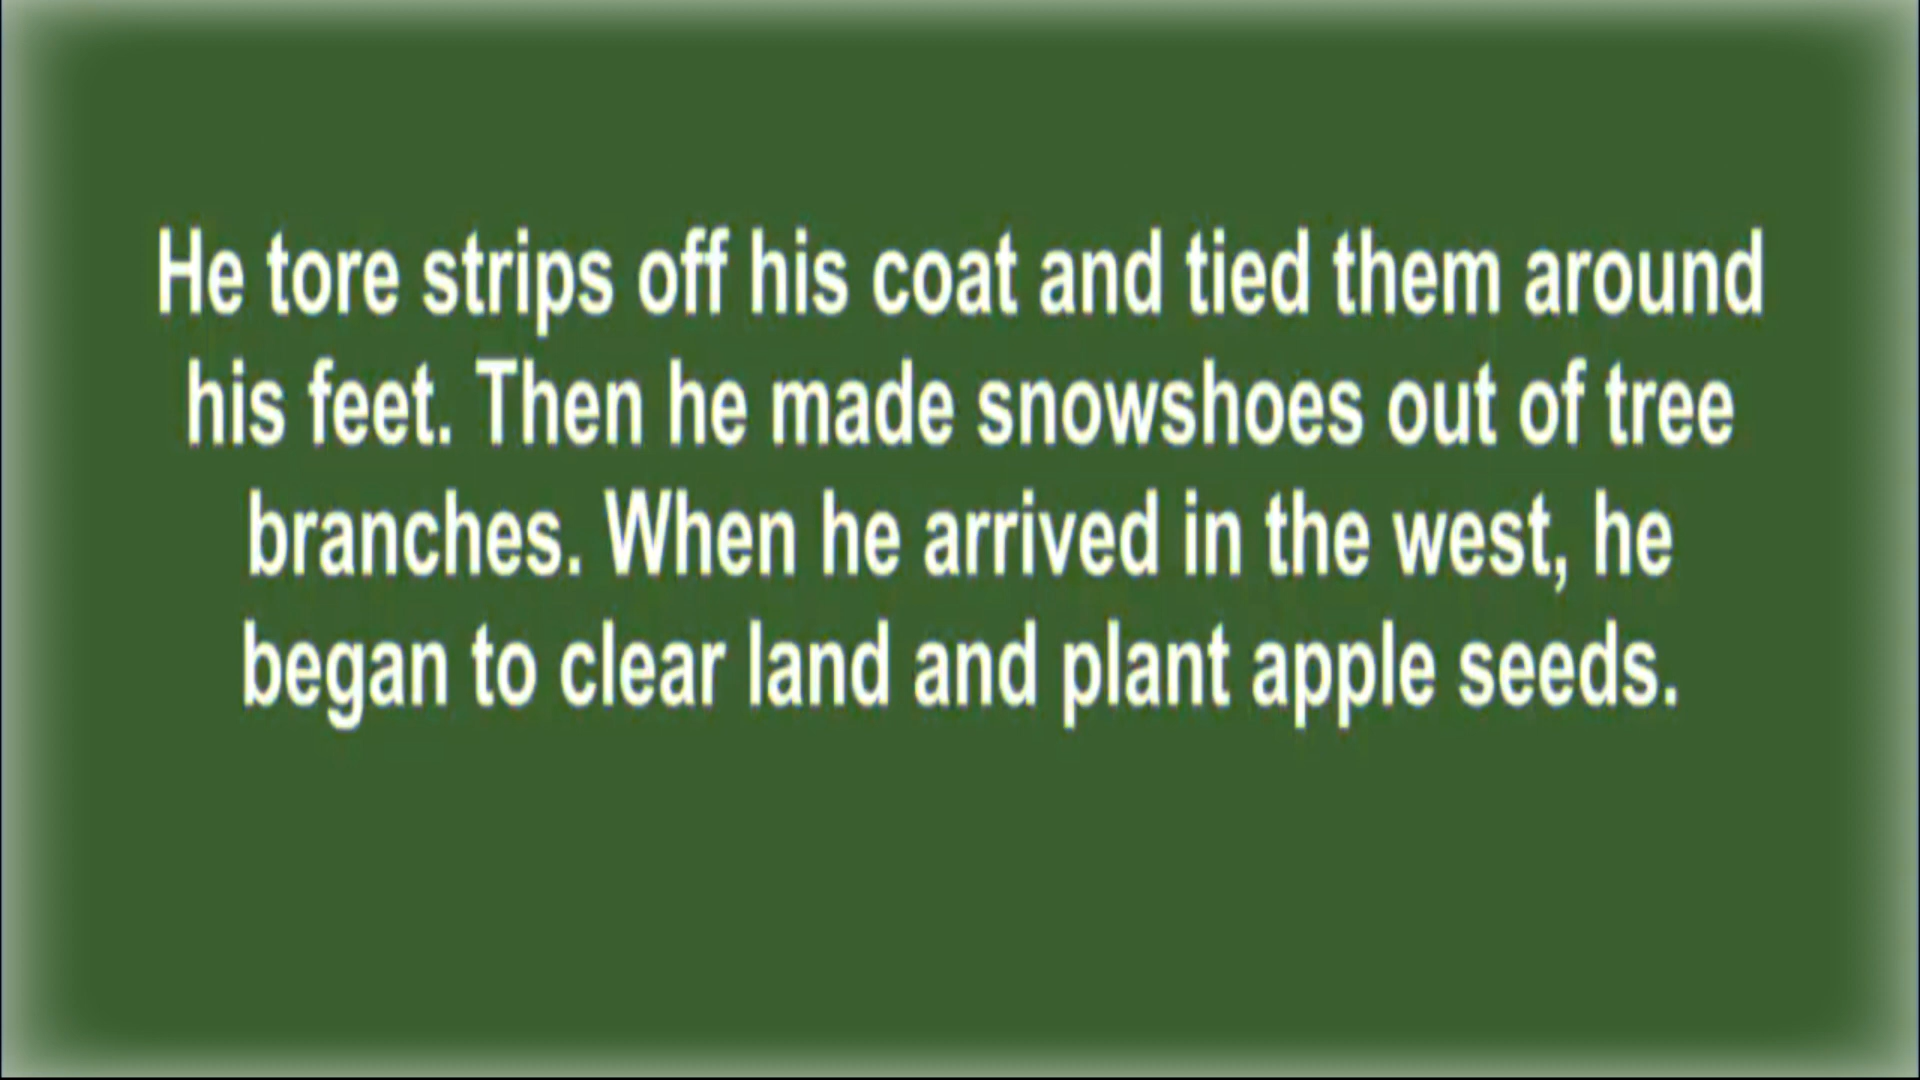 He tore strips off his coat and tied them around
his feet. Then he made snowshoes out of tree
branches. When he arrived in the west, he
began to clear land and plant apple seeds.